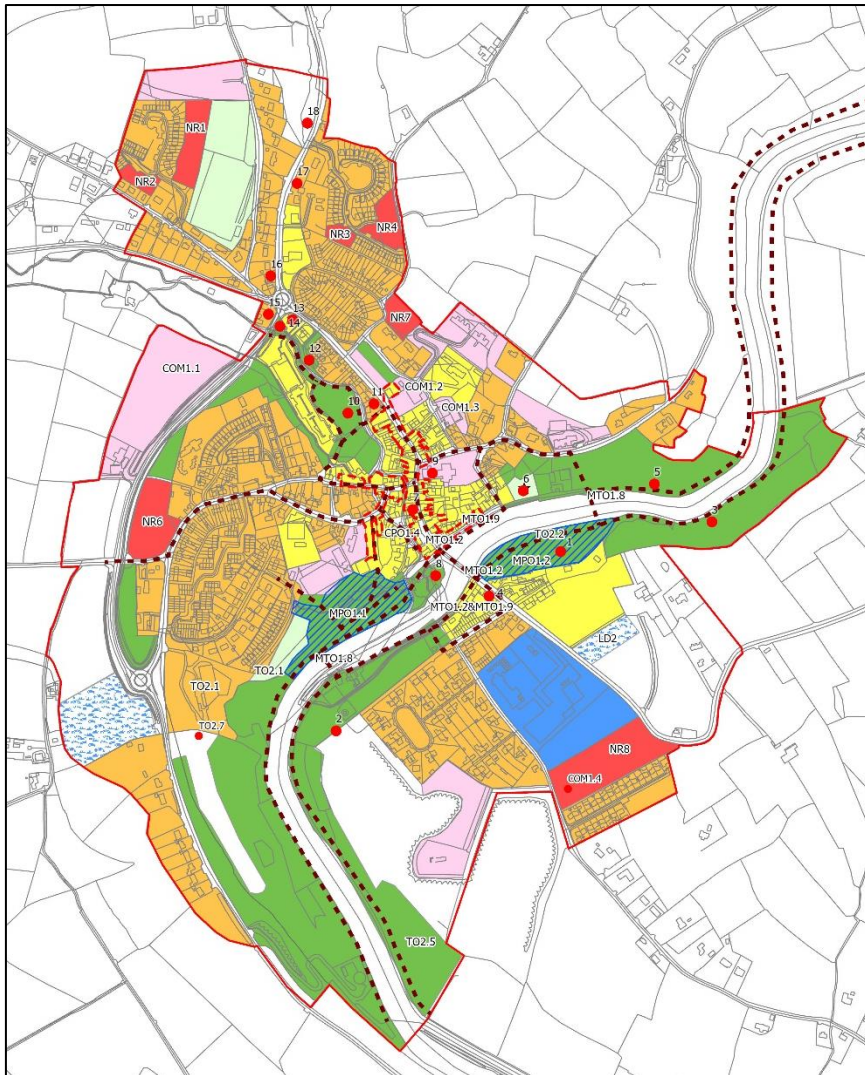 18
NR1
17
NR2
NR3
NR4
16
15
13
14
NR7
12
COM1.1
COM1.2
11
10
COM1.3
9
5
6
MTO1.8
7
MTO1.9
3
NR6
CPO1.4
MTO1.2
TO2.2
1
MPO1.2
8
MTO1.2
4
MPO1.1
MTO1.2&MTO1.9
LD2
MTO1.8
TO2.1
TO2.1
2
TO2.7
NR8
COM1.4
TO2.5